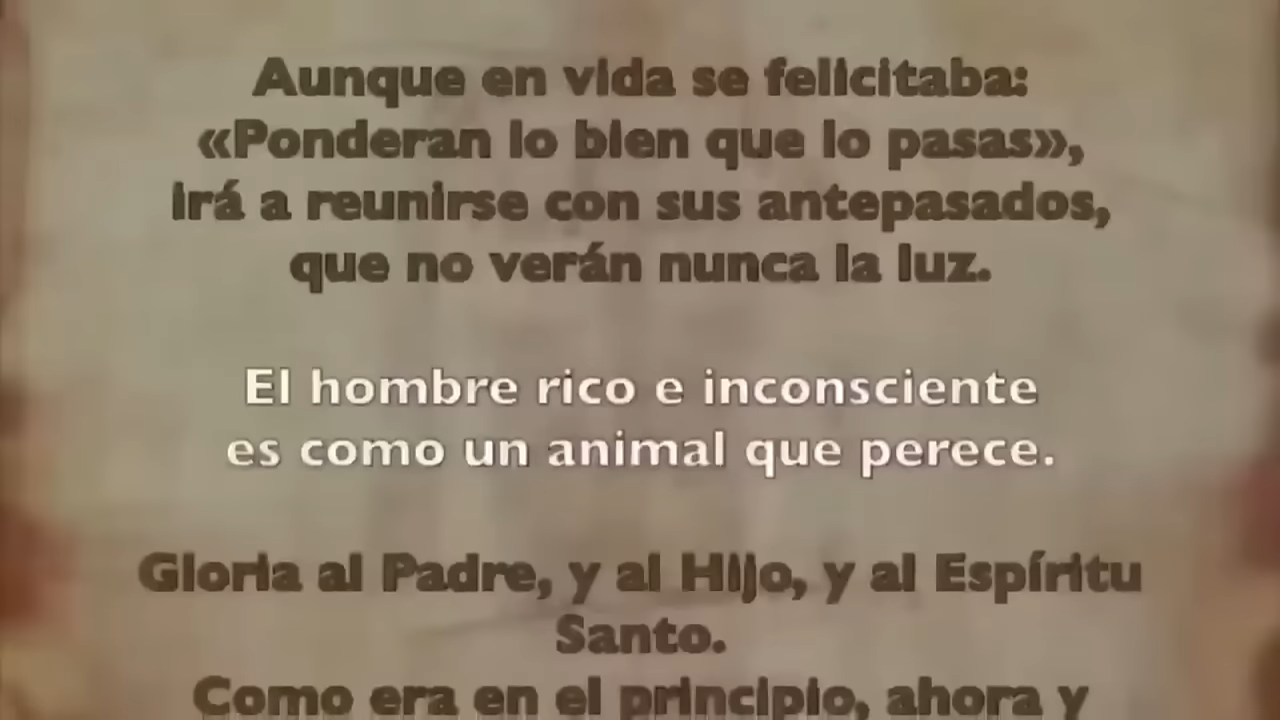 Aunque en vida se felicitaba:
«Ponderan lo bien que lo pasas»,
irá a reunirse con sus antepasados,
que no verán nunca la luz.
El hombre rico e inconsciente
es como un animal que perece.
Gloria al Padre, y al Hijo, y al Espíritu
Santo.
Como era en el principio, ahora y